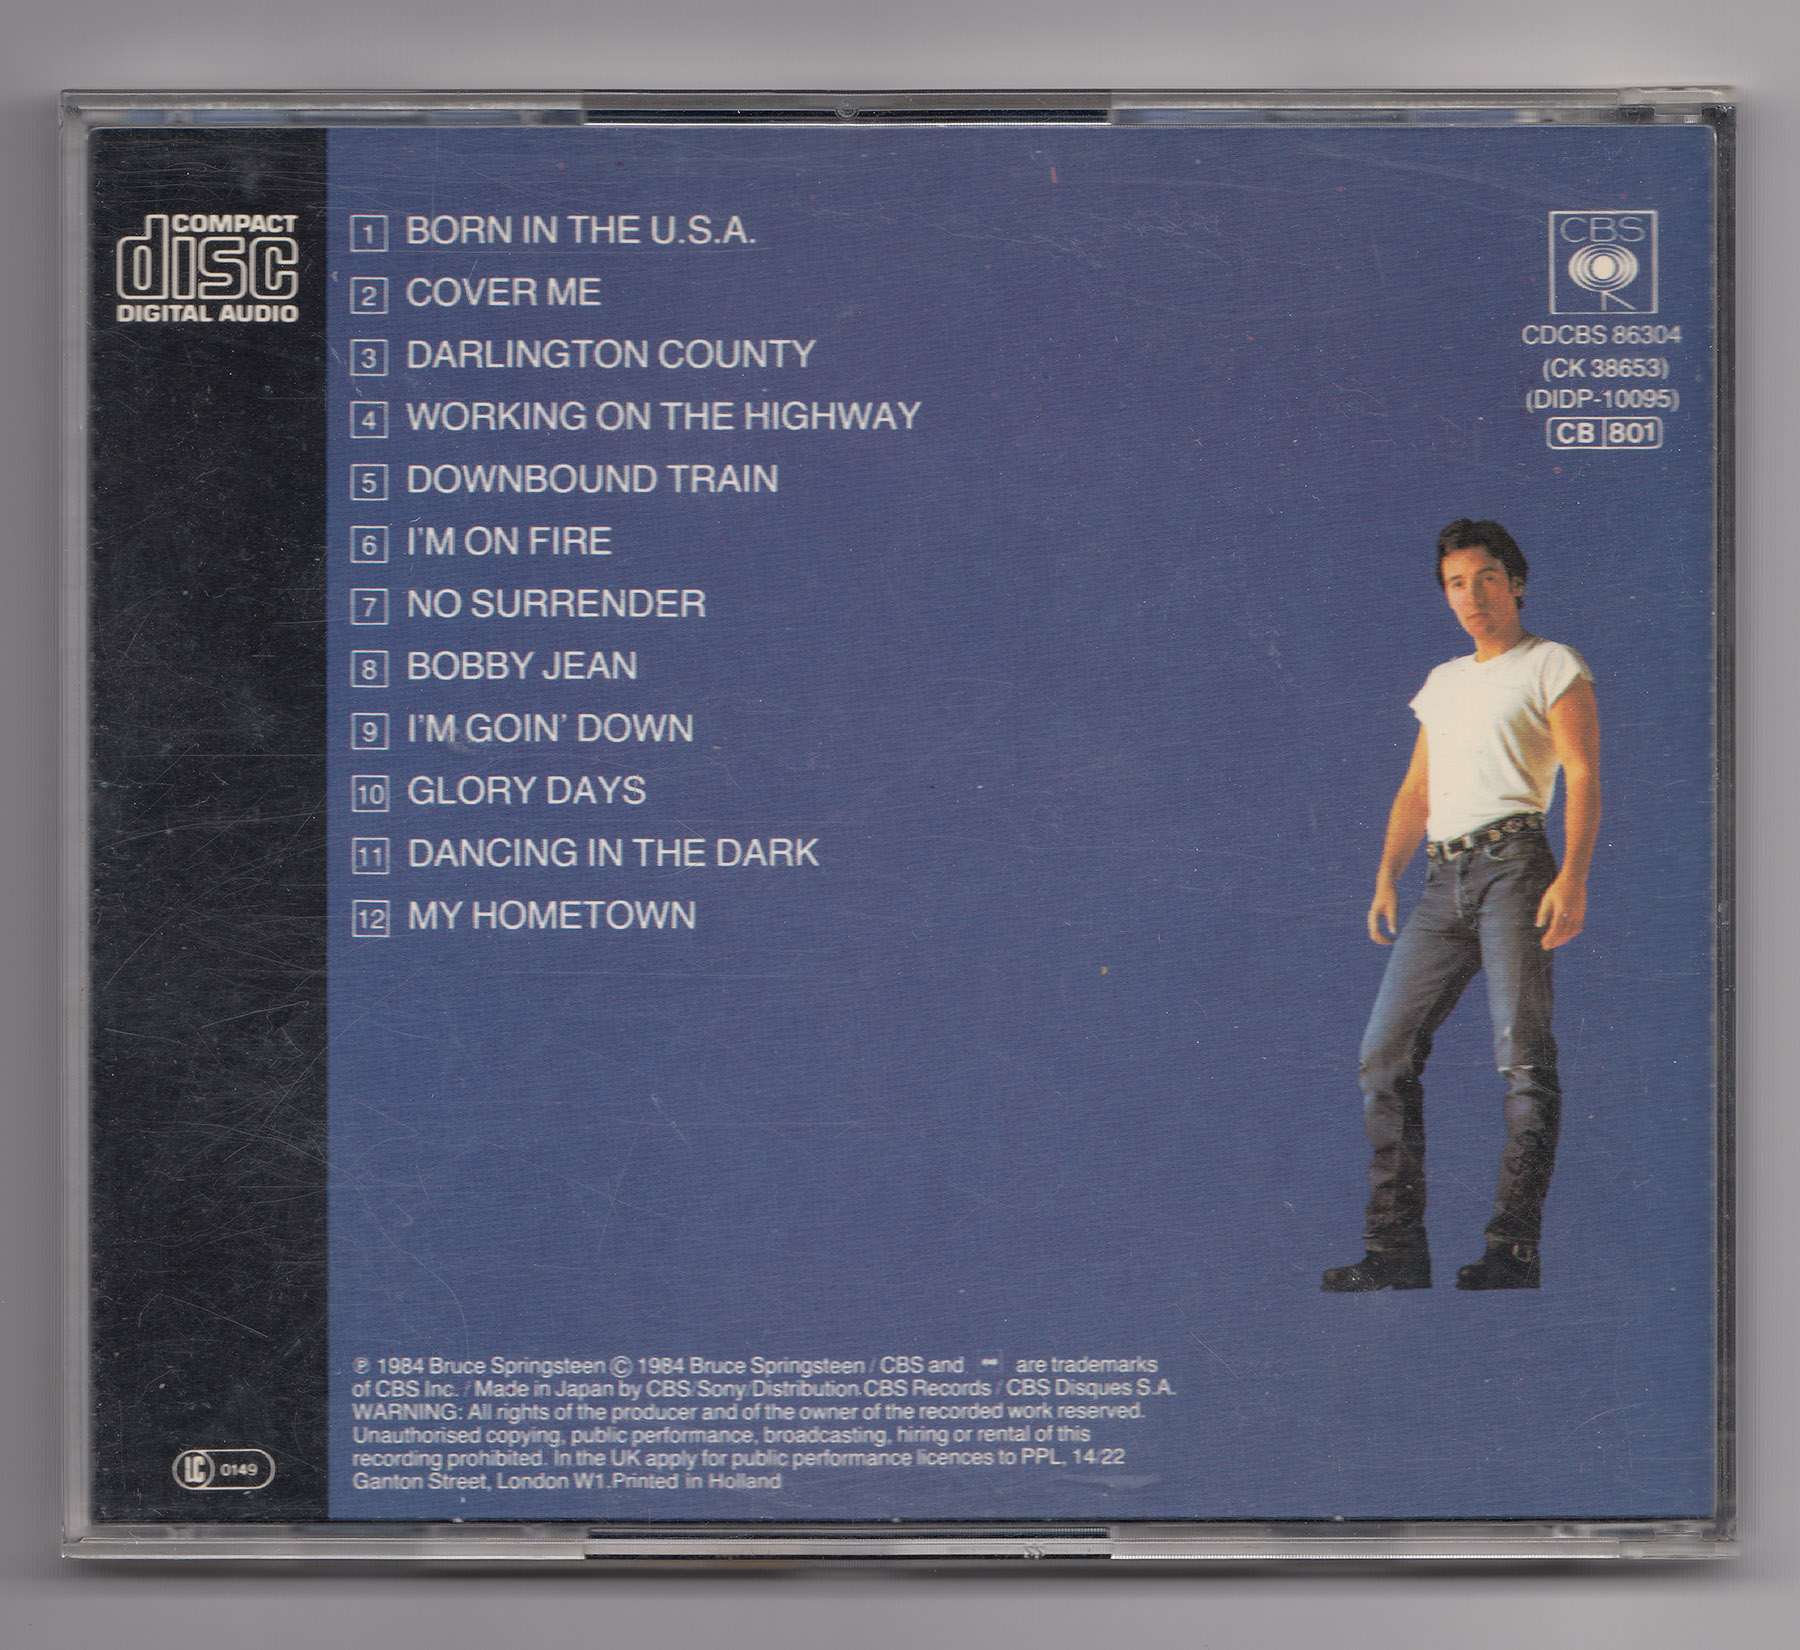 COMPACT
disc
DIGITAL AUDIO
1 BORN IN THE U.S.A.
2 COVER ME
3 DARLINGTON COUNTY
4 WORKING ON THE HIGHWAY
5 DOWNBOUND TRAIN
6 I'M ON FIRE
7 NO SURRENDER
8 BOBBY JEAN
9 I'M GOIN' DOWN
10 GLORY DAYS
11 DANCING IN THE DARK
12 MY HOMETOWN
CBS
CDCBS 86304
(CK 38653)
(DIDP-10095)
CB 801
℗ 1984 Bruce Springsteen © 1984 Bruce Springsteen / CBS and are trademarks
of CBS Inc. / Made in Japan by CBS/Sony/Distribution CBS Records / CBS Disques S.A.
WARNING: All rights of the producer and of the owner of the recorded work reserved.
Unauthorised copying, public performance, broadcasting, hiring or rental of this
recording prohibited. In the UK apply for public performance licences to PPL, 14/22
Ganton Street, London W1. Printed in Holland
LC 0149